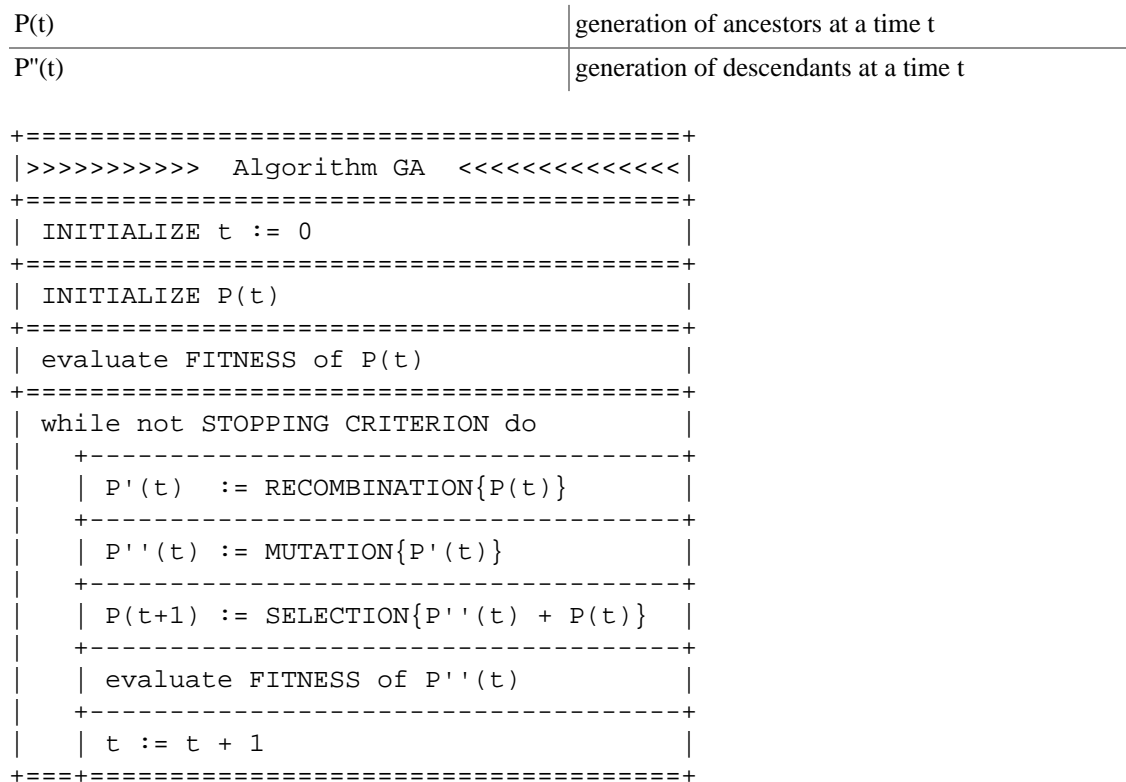 P(t) generation of ancestors at a time t
P''(t) generation of descendants at a time t
+=========================================+
|>>>>>>>>>>>  Algorithm GA  <<<<<<<<<<<<<<|
+=========================================+
| INITIALIZE t := 0                       |
+=========================================+
| INITIALIZE P(t)                         |
+=========================================+
| evaluate FITNESS of P(t)                |
+=========================================+
| while not STOPPING CRITERION do         |
|   +-------------------------------------+
|   | P'(t)  := RECOMBINATION{P(t)}       |
|   +-------------------------------------+
|   | P''(t) := MUTATION{P'(t)}           |
|   +-------------------------------------+
|   | P(t+1) := SELECTION{P''(t) + P(t)}  |
|   +-------------------------------------+
|   | evaluate FITNESS of P''(t)          |
|   +-------------------------------------+
|   | t := t + 1                          |
+===+=====================================+